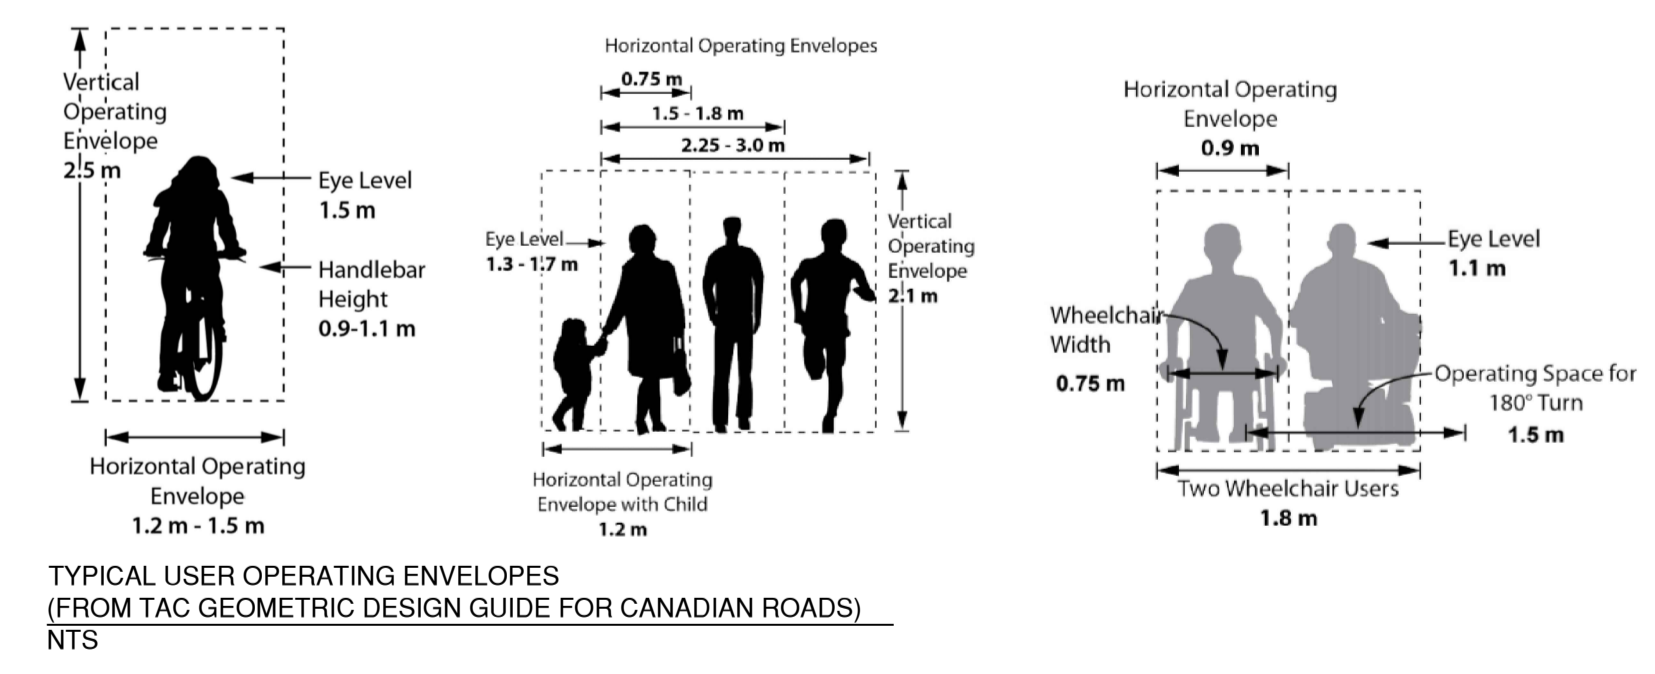 Vertical
Operating
Envelope
2.5 m
Eye Level
1.5 m
Handlebar
Height
0.9-1.1 m
Horizontal Operating
Envelope
1.2 m - 1.5 m
Horizontal Operating Envelopes
0.75 m
1.5 - 1.8 m
2.25 - 3.0 m
Eye Level
1.3 - 1.7 m
Vertical
Operating
Envelope
2.1 m
Horizontal Operating
Envelope with Child
1.2 m
Horizontal Operating
Envelope
0.9 m
Eye Level
1.1 m
Wheelchair
Width
0.75 m
Operating Space for
180° Turn
1.5 m
Two Wheelchair Users
1.8 m
TYPICAL USER OPERATING ENVELOPES
(FROM TAC GEOMETRIC DESIGN GUIDE FOR CANADIAN ROADS)
NTS